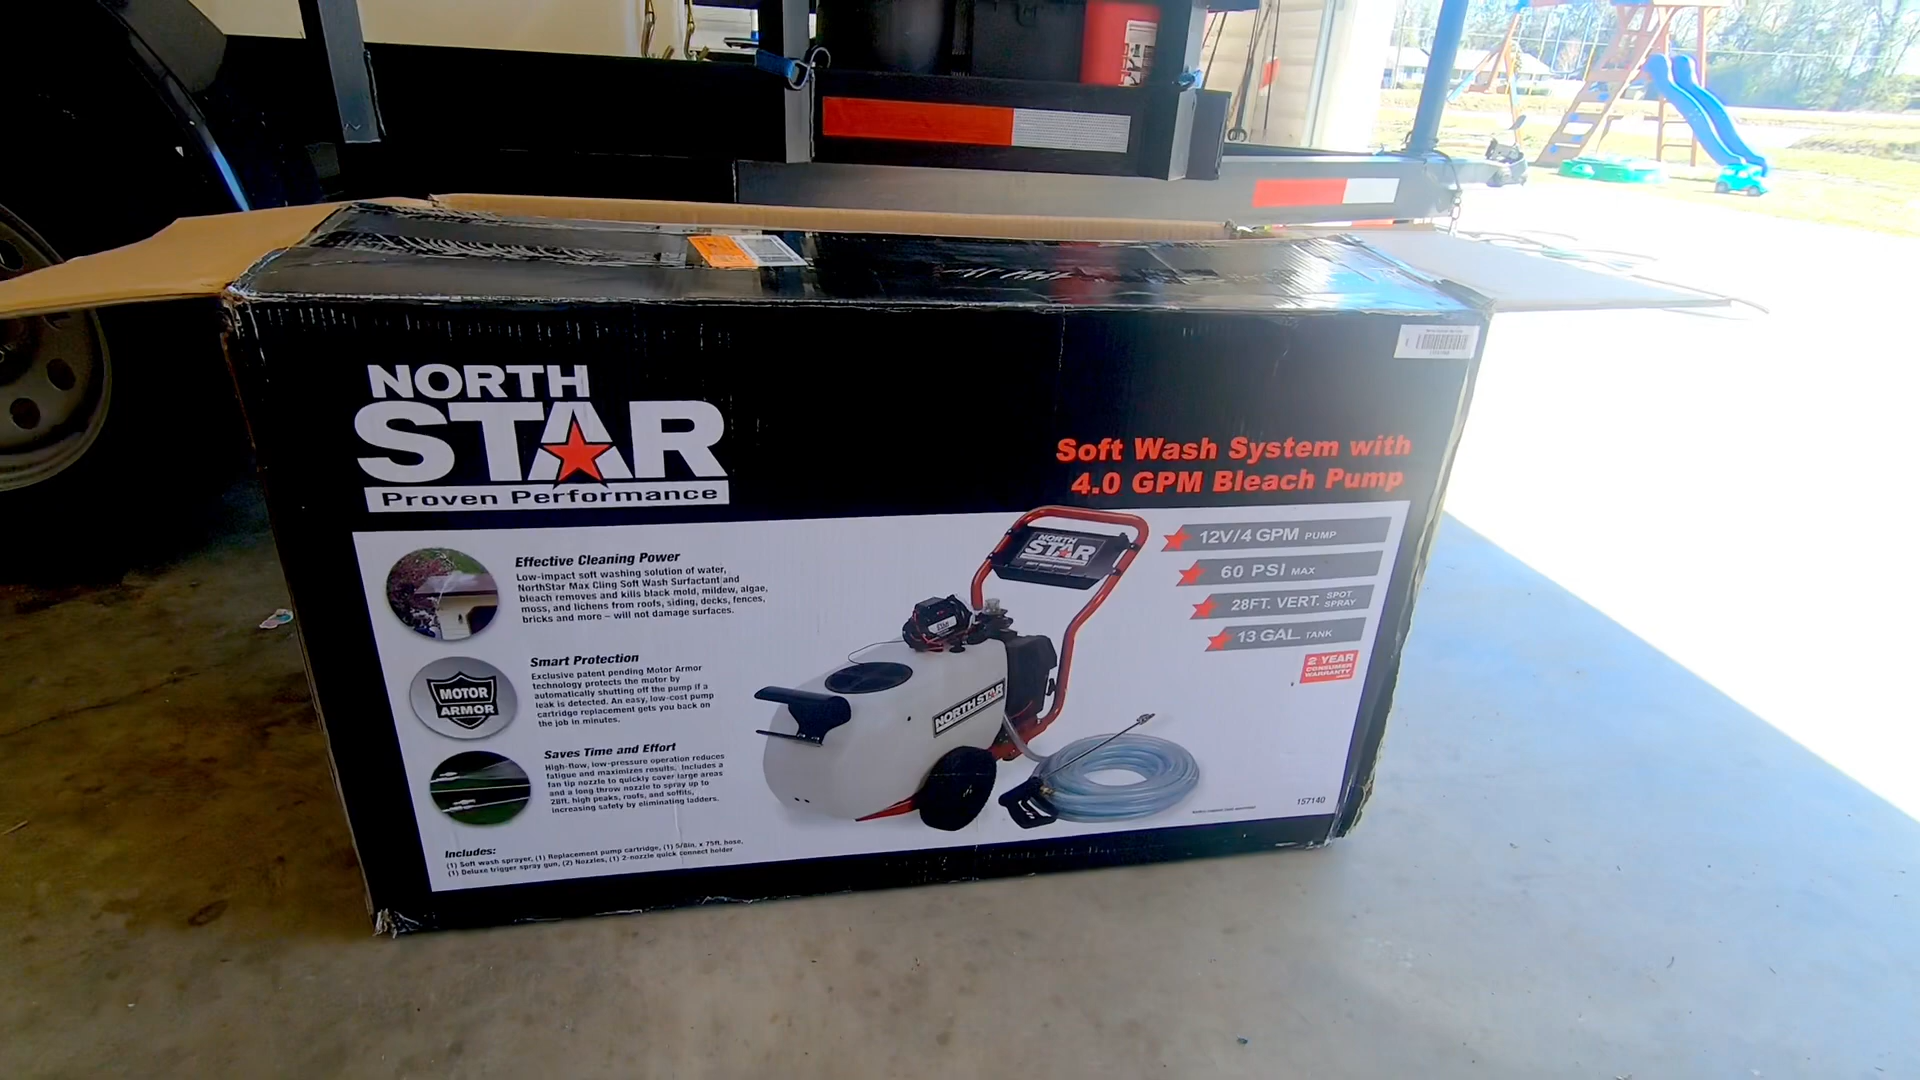 NORTH
STAR
Proven Performance
Soft Wash System with
4.0 GPM Bleach Pump
Effective Cleaning Power
Low-impact soft washing solution of water,
NorthStar Max Cling Soft Wash Surfactant and
bleach removes and kills black mold, mildew, algae,
moss, and lichens from roofs, siding, decks, fences,
bricks and more – will not damage surfaces.
MOTOR
ARMOR
Smart Protection
Exclusive patent pending Motor Armor
technology protects the motor by
automatically shutting off the pump if a
leak is detected. An easy, low-cost pump
cartridge replacement gets you back on
the job in minutes.
Saves Time and Effort
High-flow, low-pressure operation reduces
fatigue and maximizes results. Includes a
fan tip nozzle to quickly cover large areas
and a long throw nozzle to spray up to
28ft. high peaks, roofs, and soffits,
increasing safety by eliminating ladders.
Includes:
(1) Soft wash sprayer, (1) Replacement pump cartridge, (1) 5/8in. x 75ft. hose,
(1) Deluxe trigger spray gun, (2) Nozzles, (1) 2-nozzle quick connect holder
NORTH
STAR
NORTHSTAR
12V/4 GPM PUMP
60 PSI MAX
28FT. VERT. SPOT SPRAY
13 GAL. TANK
2 YEAR
CONSUMER
WARRANTY
157140